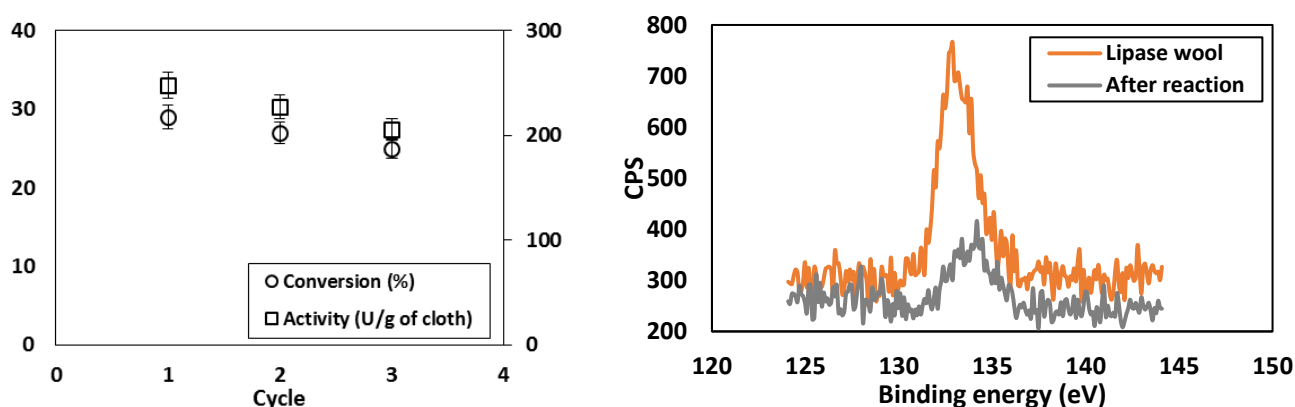 40
30
20
10
0
300
200
100
0
Conversion (%)
Activity (U/g of cloth)
0 1 2 3 4
Cycle
800
700
600
500
400
300
200
Lipase wool
After reaction
CPS
120 125 130 135 140 145 150
Binding energy (eV)